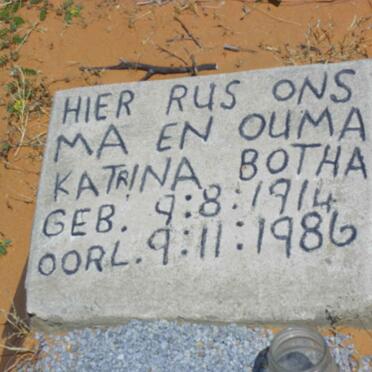 HIER RUS ONS
MA EN OUMA
KATRINA BOTHA
GEB. 9:8:1914
OORL. 9:11:1986